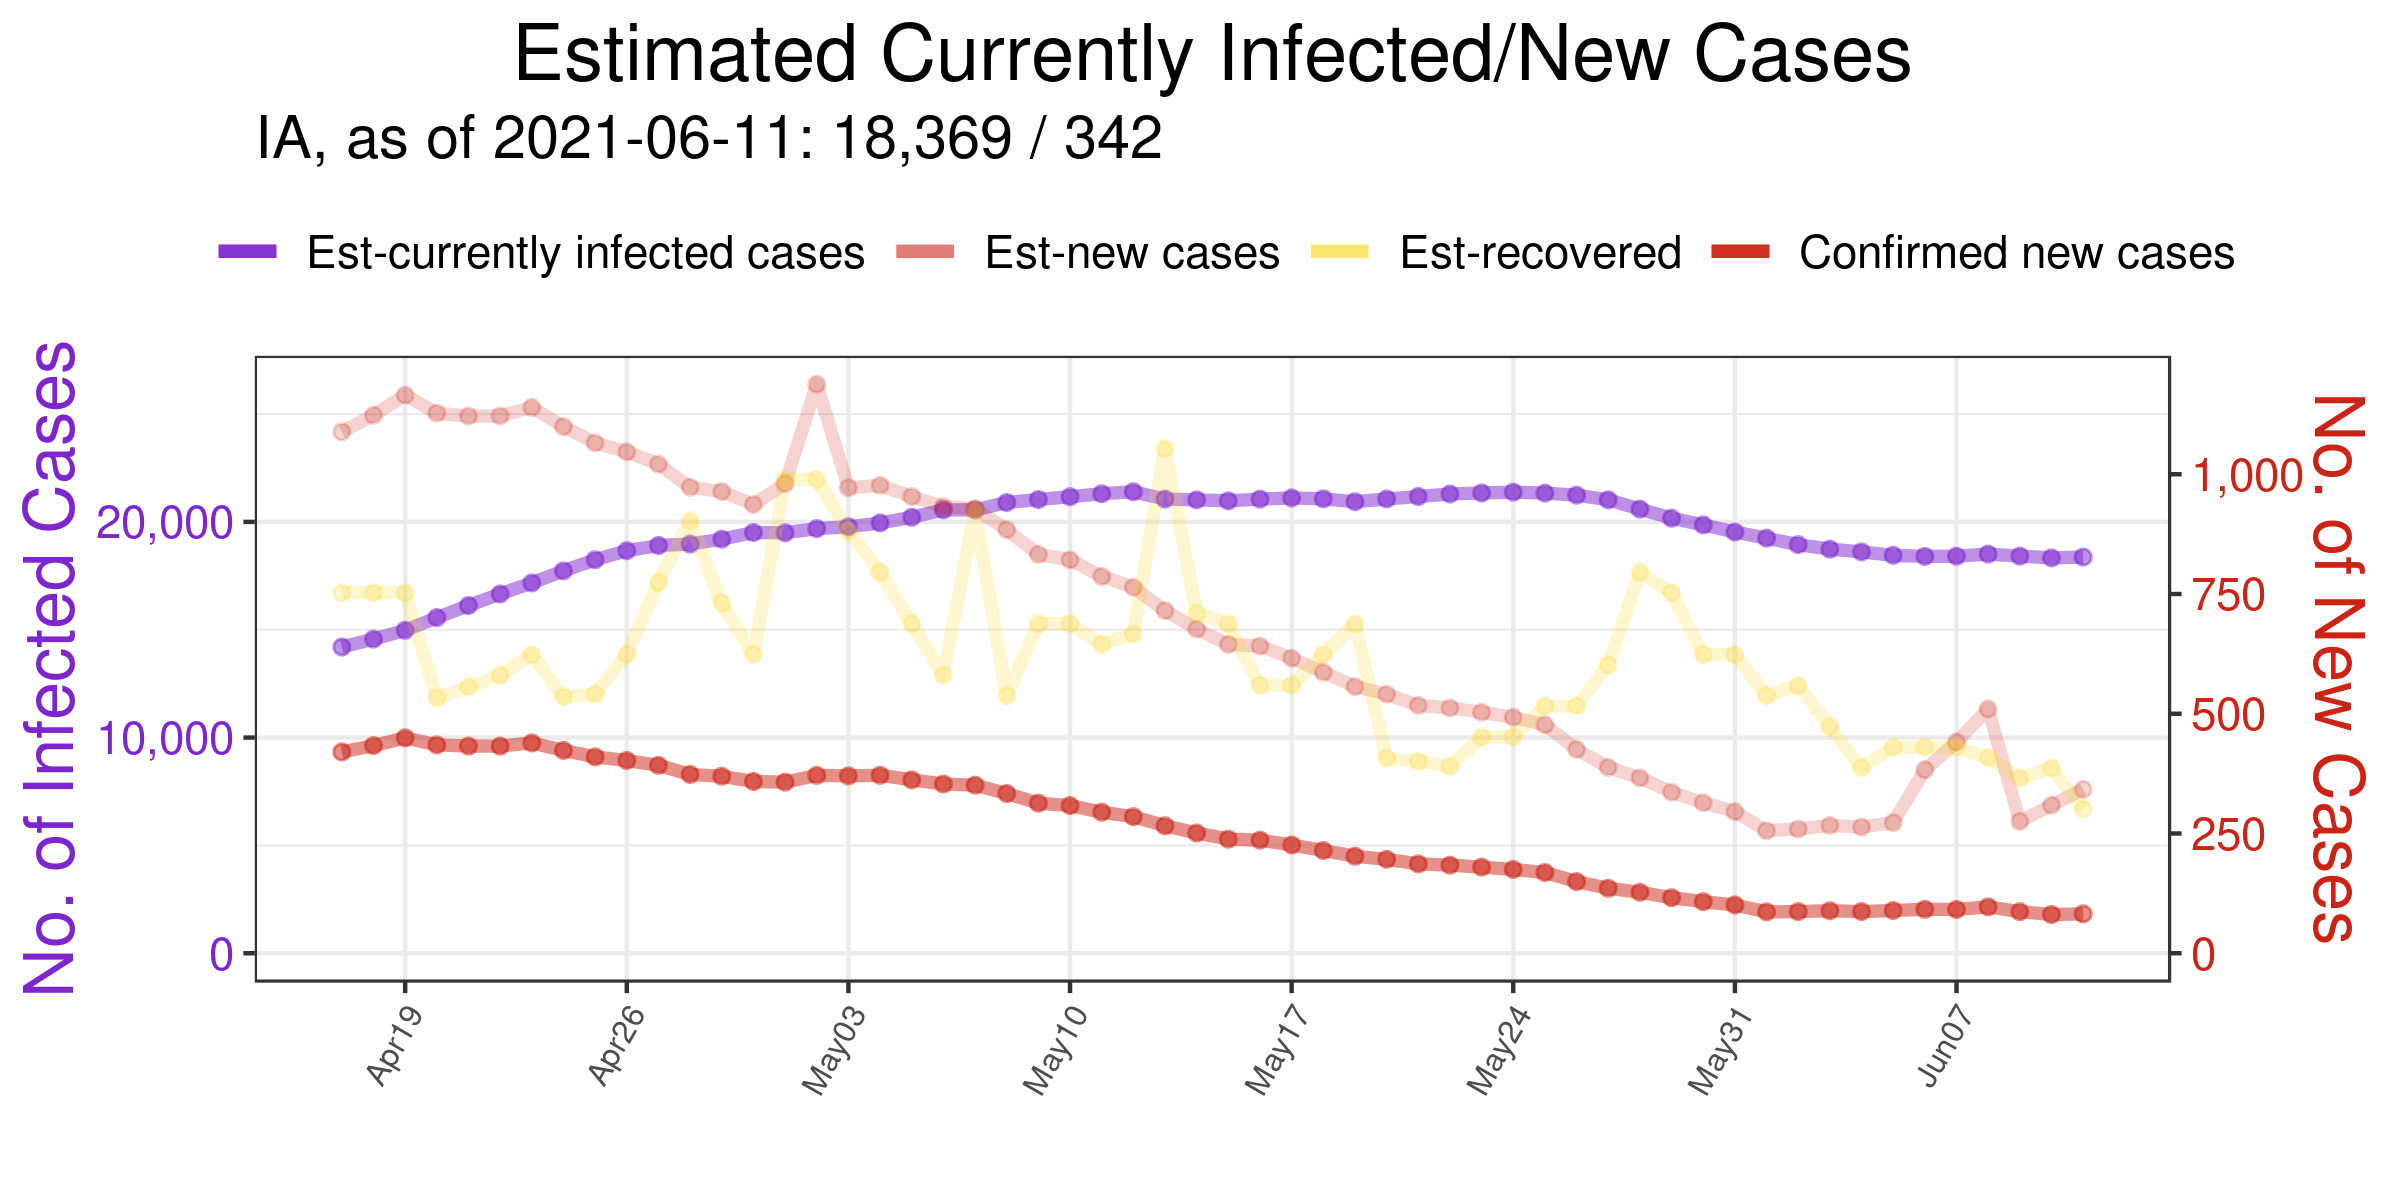 Estimated Currently Infected/New Cases
IA, as of 2021-06-11: 18,369 / 342
Est-currently infected cases Est-new cases Est-recovered Confirmed new cases
No. of Infected Cases
20,000
10,000
0
No. of New Cases
1,000
750
500
250
0
Apr19 Apr26 May03 May10 May17 May24 May31 Jun07